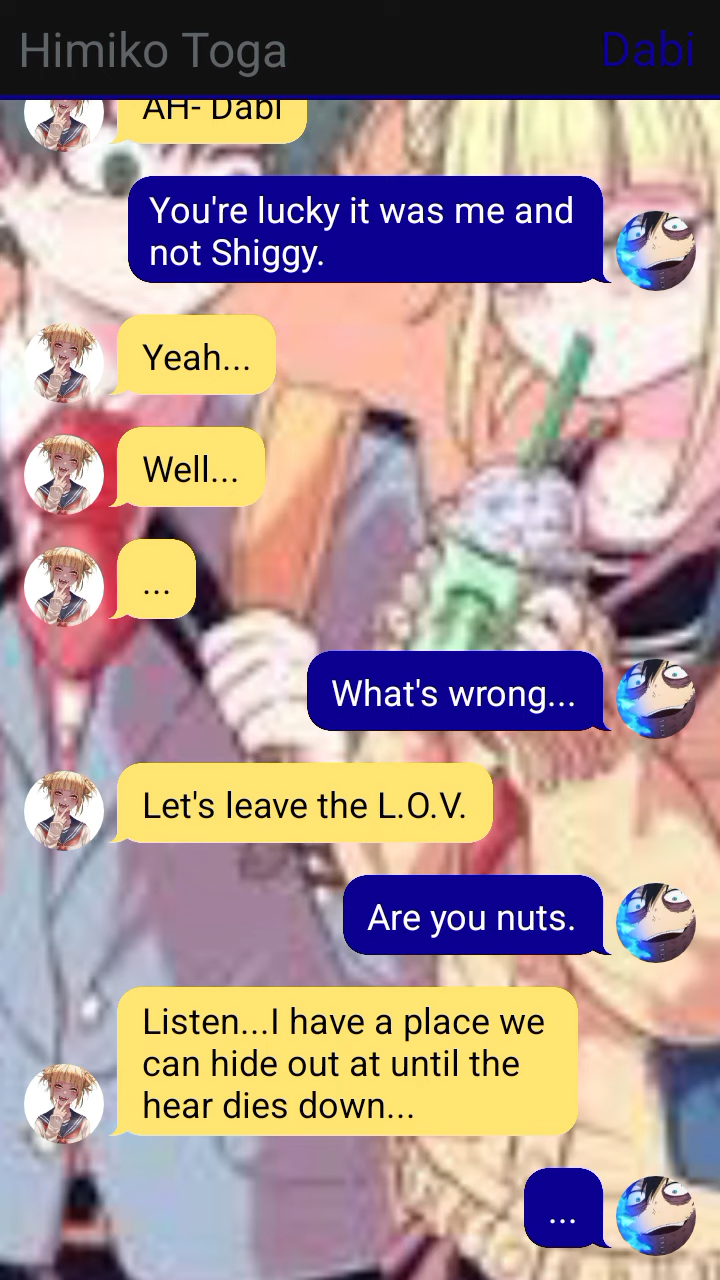 Himiko Toga
Dabi
AH- Dabi
You're lucky it was me and
not Shiggy.
Yeah...
Well...
...
What's wrong...
Let's leave the L.O.V.
Are you nuts.
Listen...I have a place we
can hide out at until the
hear dies down...
...